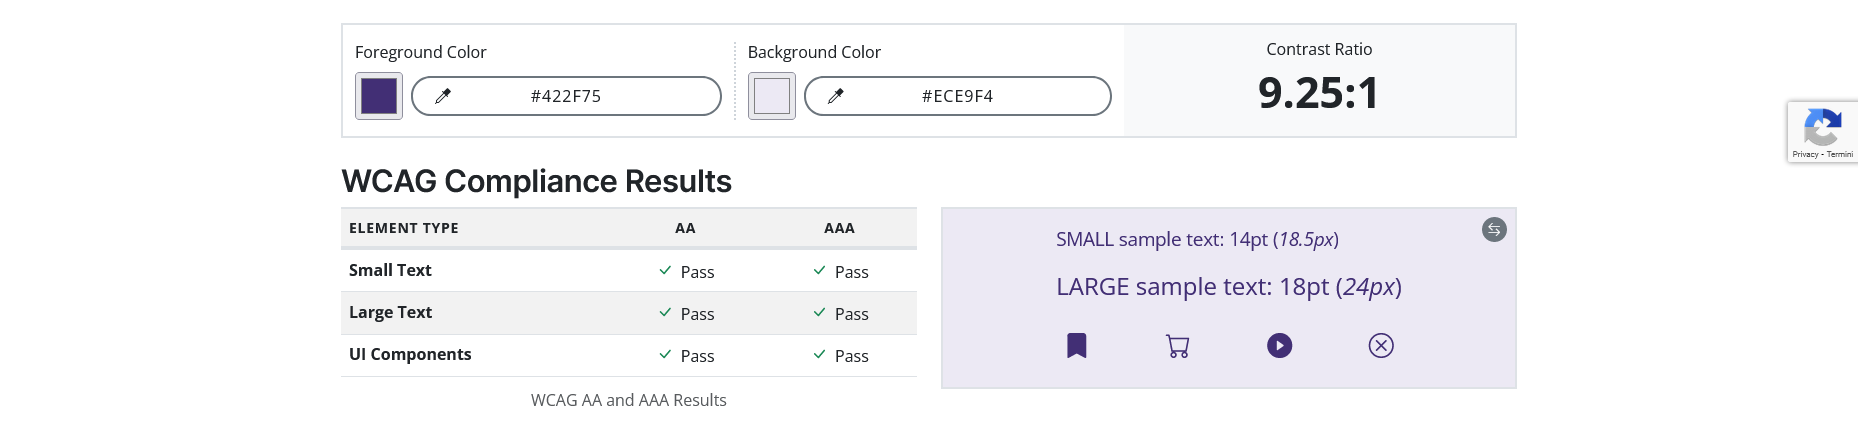 Foreground Color
#422F75
Background Color
#ECE9F4
Contrast Ratio
9.25:1
Privacy - Termini
WCAG Compliance Results
ELEMENT TYPE AA AAA
Small Text Pass Pass
Large Text Pass Pass
UI Components Pass Pass
WCAG AA and AAA Results
SMALL sample text: 14pt (18.5px)
LARGE sample text: 18pt (24px)